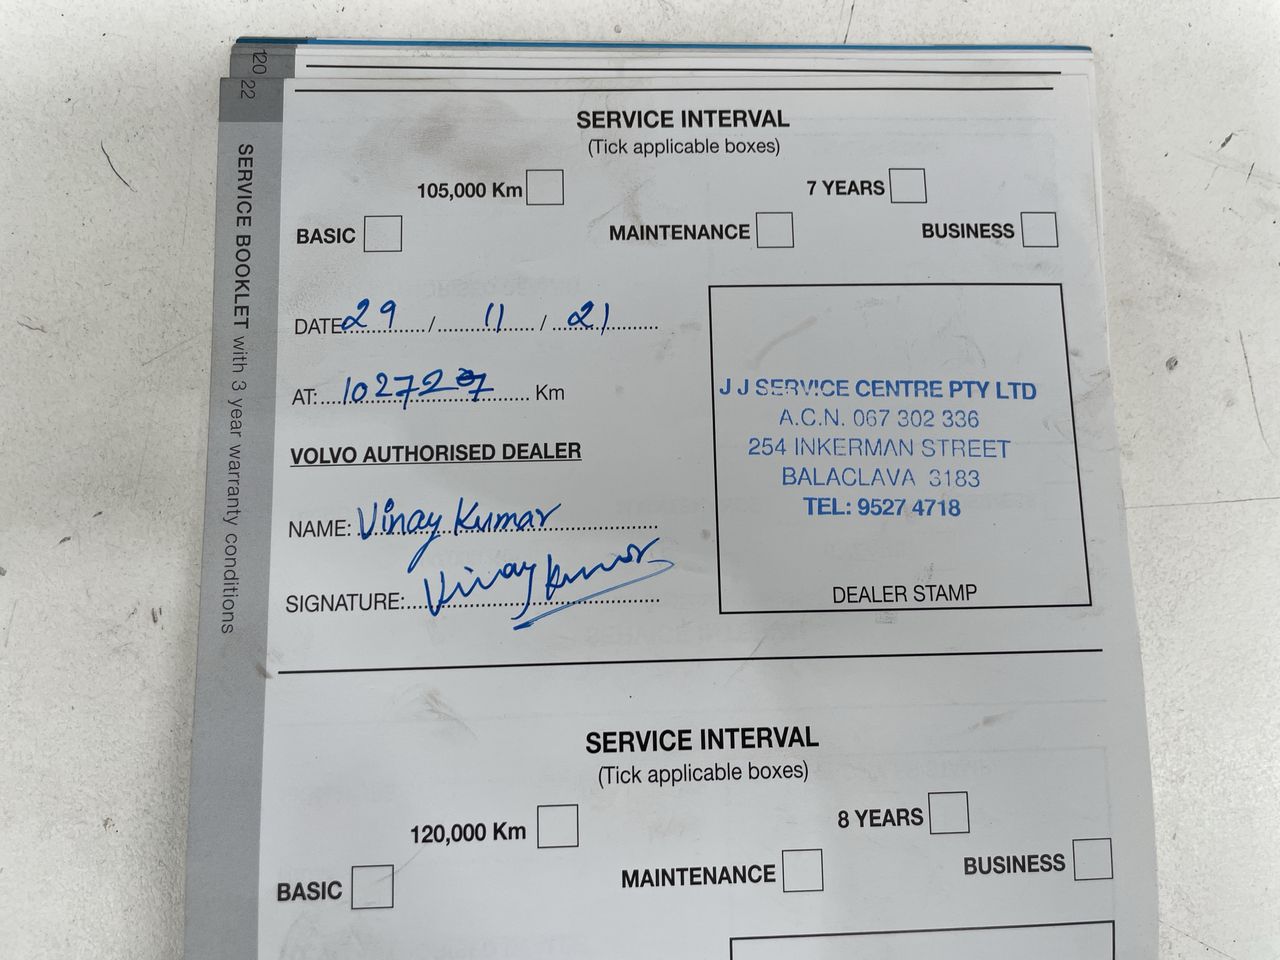 120
22
SERVICE BOOKLET with 3 year warranty conditions
SERVICE INTERVAL
(Tick applicable boxes)
105,000 Km
7 YEARS
BASIC
MAINTENANCE
BUSINESS
DATE 29 / 11 / 21
AT: 102727 Km
VOLVO AUTHORISED DEALER
NAME: Vinay Kumar
SIGNATURE: Vinay Kumar
J J SERVICE CENTRE PTY LTD
A.C.N. 067 302 336
254 INKERMAN STREET
BALACLAVA 3183
TEL: 9527 4718
DEALER STAMP
SERVICE INTERVAL
(Tick applicable boxes)
120,000 Km
8 YEARS
BASIC
MAINTENANCE
BUSINESS